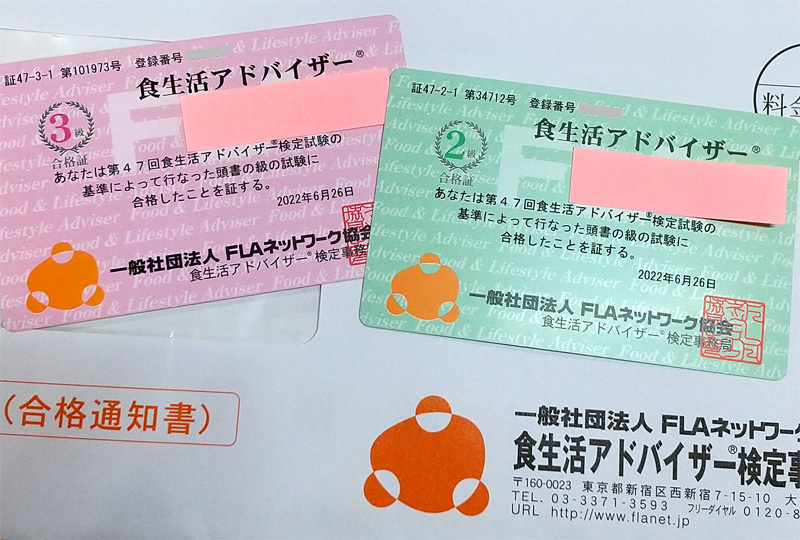 証47-3-1 第101973号 登録番号
食生活アドバイザー®
3級
合格証
あなたは第47回食生活アドバイザー®検定試験の
基準によって行なった頭書の級の試験に
合格したことを証する。
2022年6月26日
一般社団法人 FLAネットワーク協会
食生活アドバイザー®検定事務局
Food & Lifestyle Adviser
証47-2-1 第34712号 登録番号
食生活アドバイザー®
2級
合格証
あなたは第47回食生活アドバイザー®検定試験の
基準によって行なった頭書の級の試験に
合格したことを証する。
2022年6月26日
一般社団法人 FLAネットワーク協会
食生活アドバイザー®検定事務局
Food & Lifestyle Adviser
料金
(合格通知書)
一般社団法人 FLAネットワーク
食生活アドバイザー®検定事
〒160-0023 東京都新宿区西新宿7-15-10 大
TEL. 03-3371-3593 フリーダイヤル 0120-8
URL http://www.flanet.jp